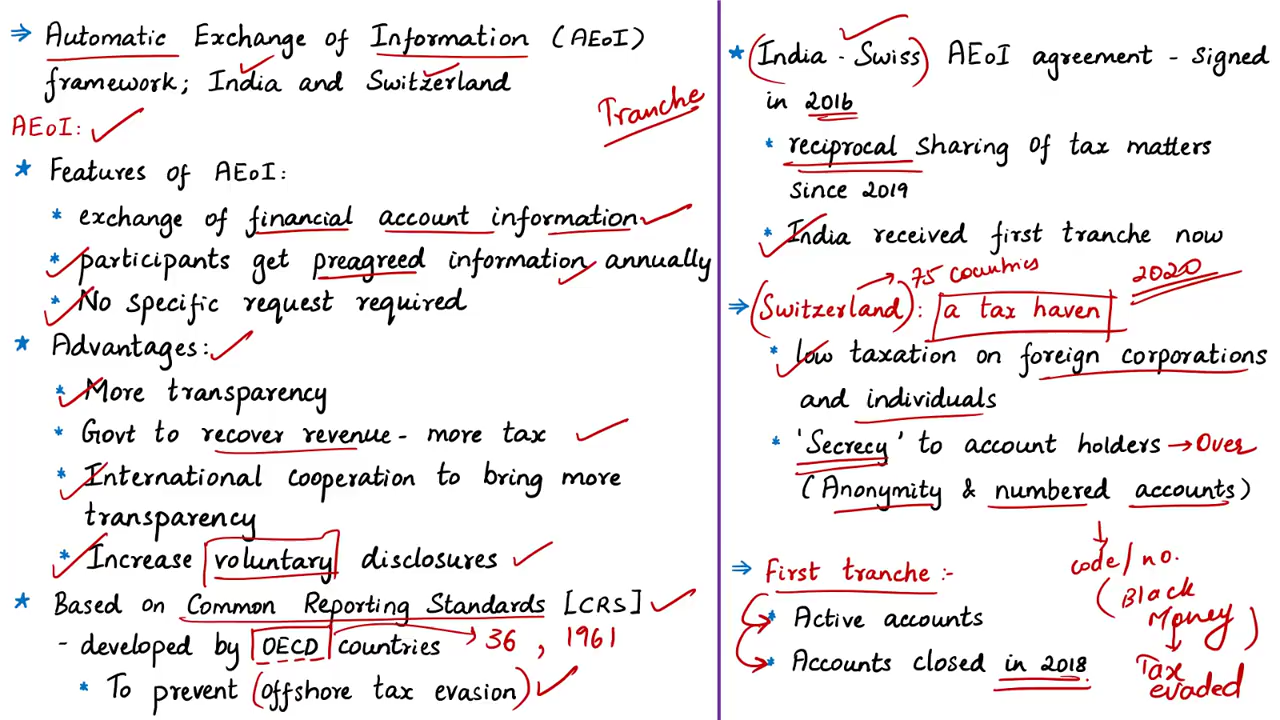 ⇒ Automatic Exchange of Information (AEoI)
framework; India and Switzerland
Tranche
AEoI:
* Features of AEoI:
* exchange of financial account information
* participants get preagreed information annually
* No specific request required
* Advantages:
* More transparency
* Govt to recover revenue - more tax
* International cooperation to bring more
transparency
* Increase voluntary disclosures
* Based on Common Reporting Standards [CRS]
- developed by OECD countries → 36, 1961
* To prevent (offshore tax evasion)
* (India - Swiss) AEoI agreement - signed
in 2016
* reciprocal sharing of tax matters
since 2019
* India received first tranche now
75 countries
2020
⇒ (Switzerland): a tax haven
* low taxation on foreign corporations
and individuals
* 'Secrecy' to account holders → Over
(Anonymity & numbered accounts)
code/no.
(Black
Money)
Tax
evaded
⇒ First tranche :-
* Active accounts
* Accounts closed in 2018